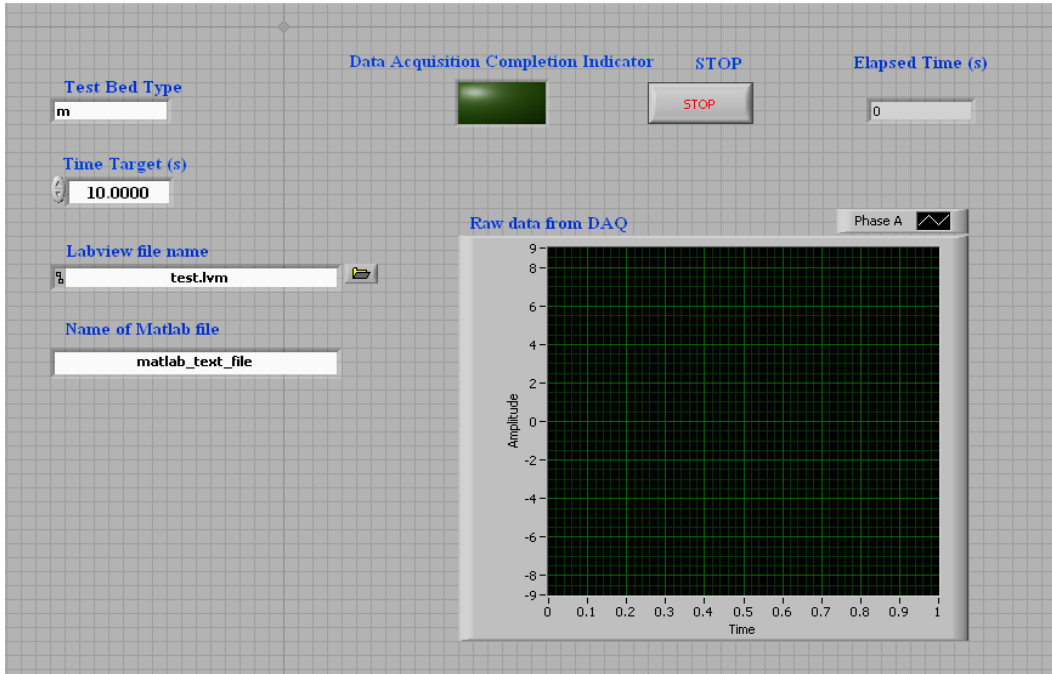 Data Acquisition Completion Indicator
STOP
Elapsed Time (s)
Test Bed Type
m
STOP
0
Time Target (s)
10.0000
Raw data from DAQ
Phase A
Labview file name
test.lvm
Name of Matlab file
matlab_text_file
9
8
6
4
2
0
-2
-4
-6
-8
-9
Amplitude
0 0.1 0.2 0.3 0.4 0.5 0.6 0.7 0.8 0.9 1
Time